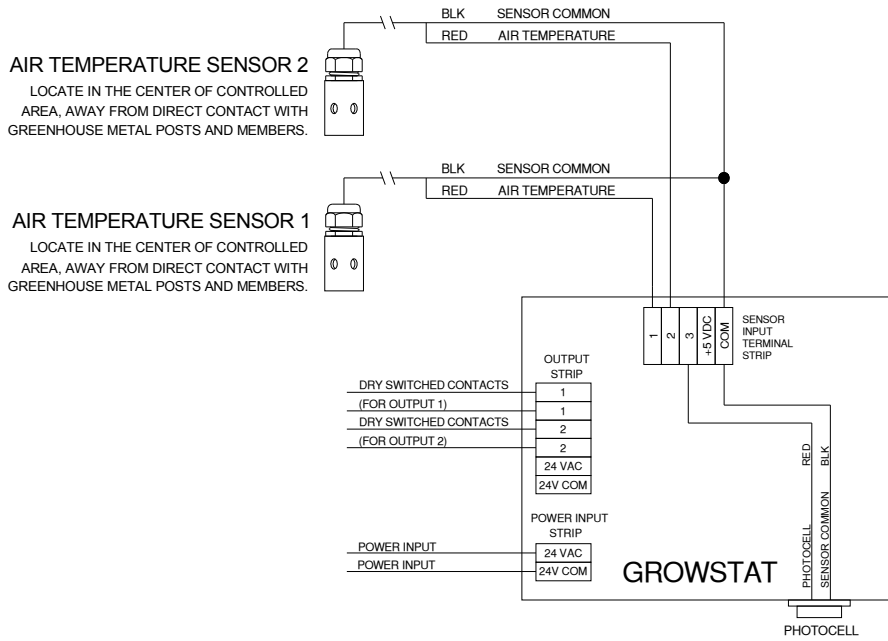 BLK SENSOR COMMON
RED AIR TEMPERATURE
AIR TEMPERATURE SENSOR 2
LOCATE IN THE CENTER OF CONTROLLED
AREA, AWAY FROM DIRECT CONTACT WITH
GREENHOUSE METAL POSTS AND MEMBERS.
BLK SENSOR COMMON
RED AIR TEMPERATURE
AIR TEMPERATURE SENSOR 1
LOCATE IN THE CENTER OF CONTROLLED
AREA, AWAY FROM DIRECT CONTACT WITH
GREENHOUSE METAL POSTS AND MEMBERS.
1
2
3
+5 VDC
COM
SENSOR
INPUT
TERMINAL
STRIP
OUTPUT
STRIP
DRY SWITCHED CONTACTS
(FOR OUTPUT 1)
DRY SWITCHED CONTACTS
(FOR OUTPUT 2)
1
1
2
2
24 VAC
24V COM
POWER INPUT
STRIP
POWER INPUT
POWER INPUT
24 VAC
24V COM
GROWSTAT
PHOTOCELL RED
SENSOR COMMON BLK
PHOTOCELL